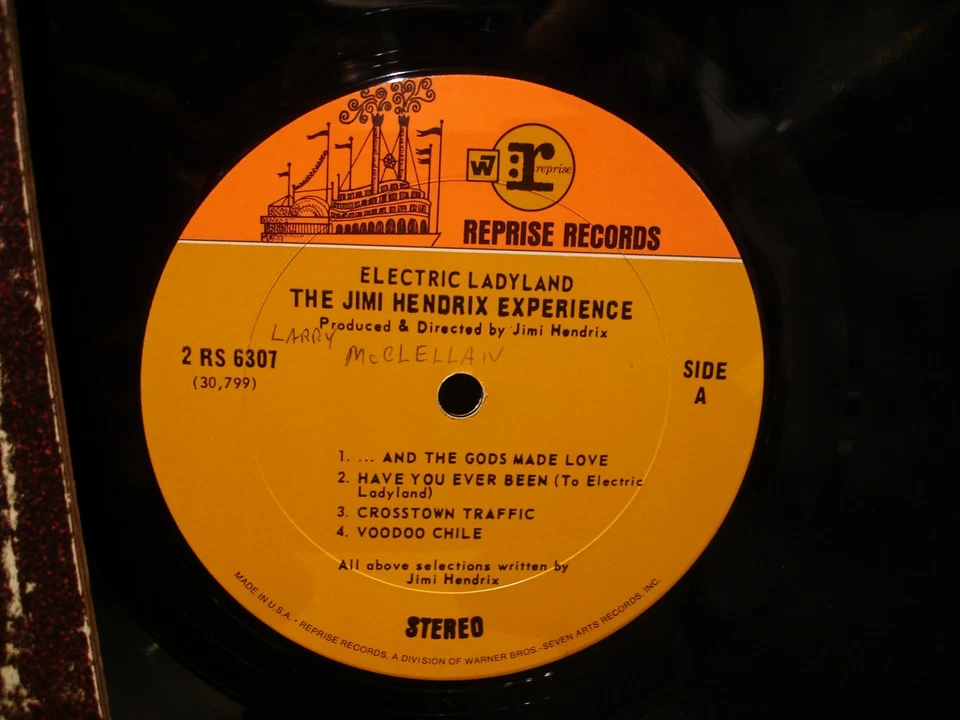 W7 :r reprise
REPRISE RECORDS
ELECTRIC LADYLAND
THE JIMI HENDRIX EXPERIENCE
Produced & Directed by Jimi Hendrix
LARRY
McCLELLAN
2 RS 6307
(30,799)
SIDE
A
1. ... AND THE GODS MADE LOVE
2. HAVE YOU EVER BEEN (To Electric
Ladyland)
3. CROSSTOWN TRAFFIC
4. VOODOO CHILE
All above selections written by
Jimi Hendrix
STEREO
MADE IN U.S.A. • REPRISE RECORDS, A DIVISION OF WARNER BROS.-SEVEN ARTS RECORDS, INC.